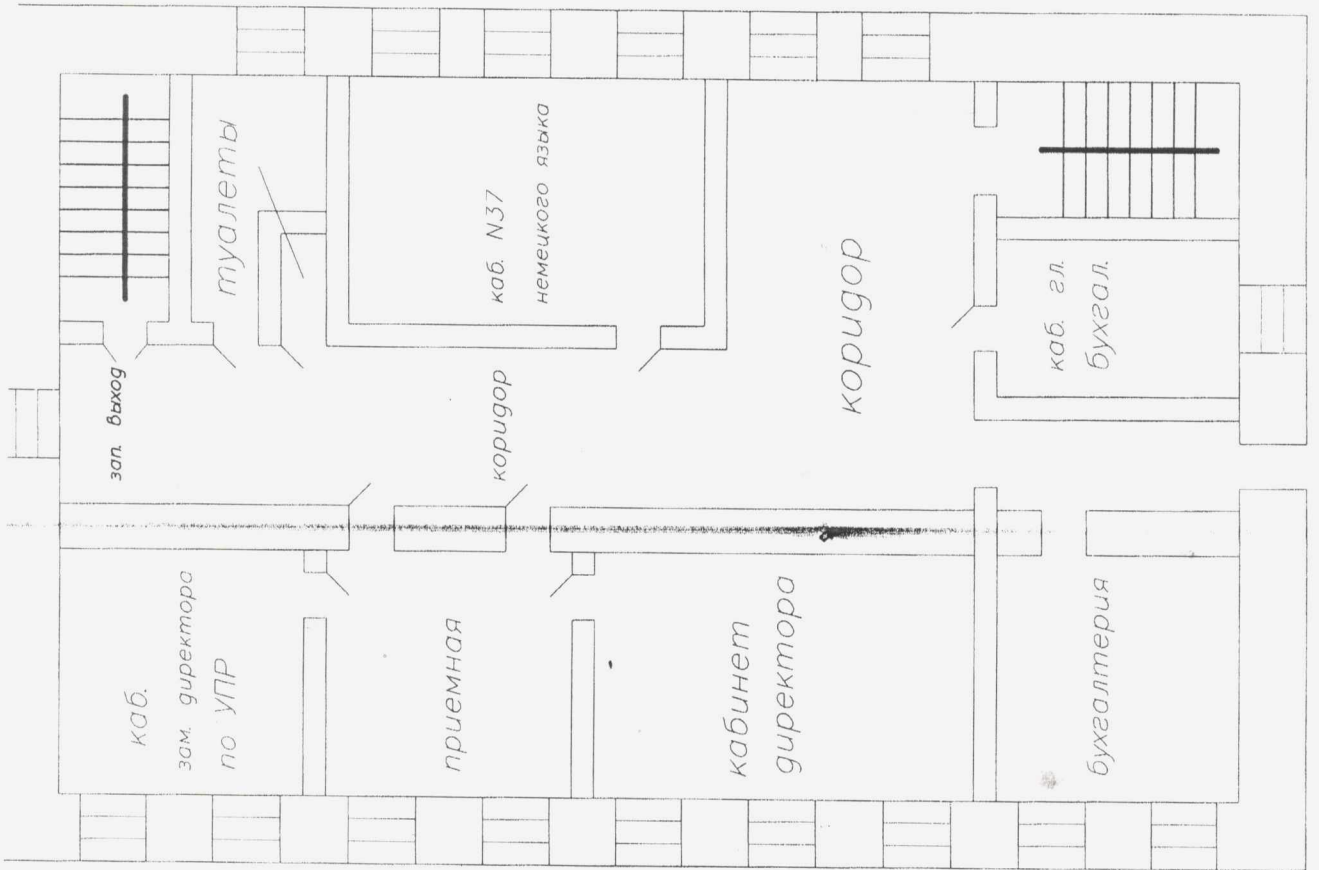 зап. выход
туалеты
каб. N37
немецкого языка
коридор
коридор
каб. гл.
бухгал.
каб.
зам. директора
по УПР
приемная
кабинет
директора
бухгалтерия